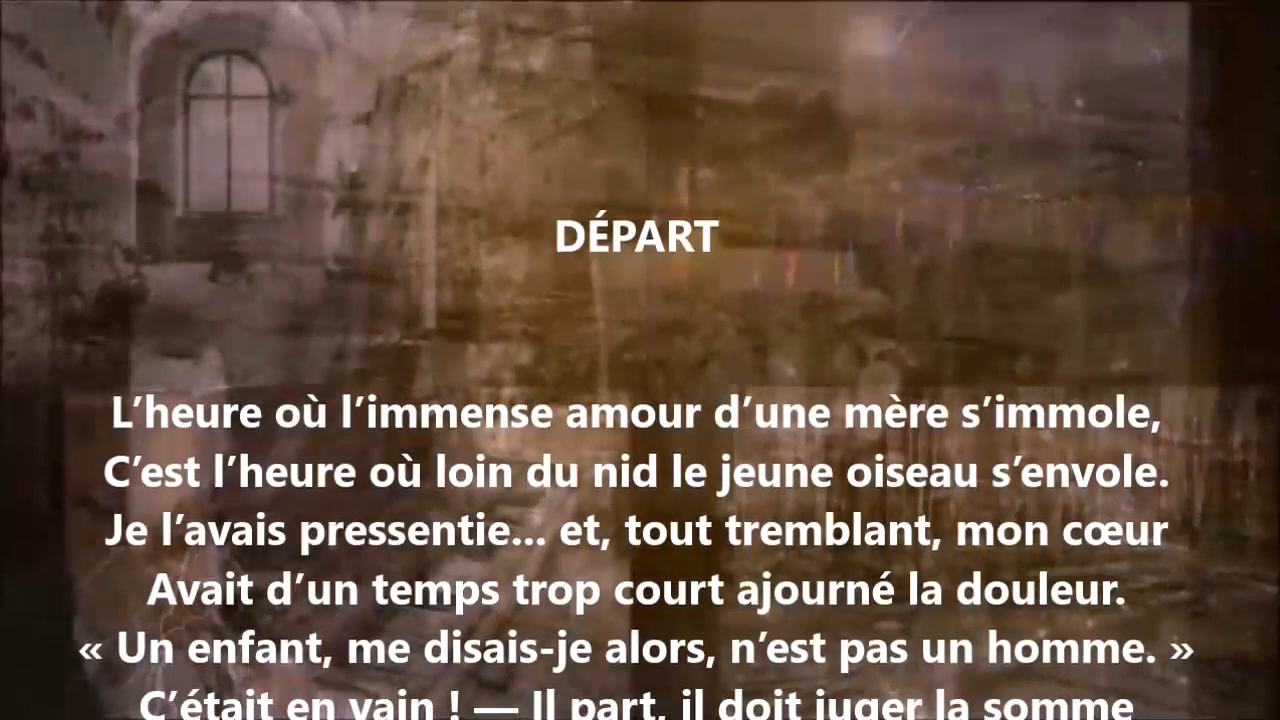 DÉPART
L’heure où l’immense amour d’une mère s’immole,
C’est l’heure où loin du nid le jeune oiseau s’envole.
Je l’avais pressentie... et, tout tremblant, mon cœur
Avait d’un temps trop court ajourné la douleur.
« Un enfant, me disais-je alors, n’est pas un homme. »
C’était en vain ! — Il part, il doit juger la somme